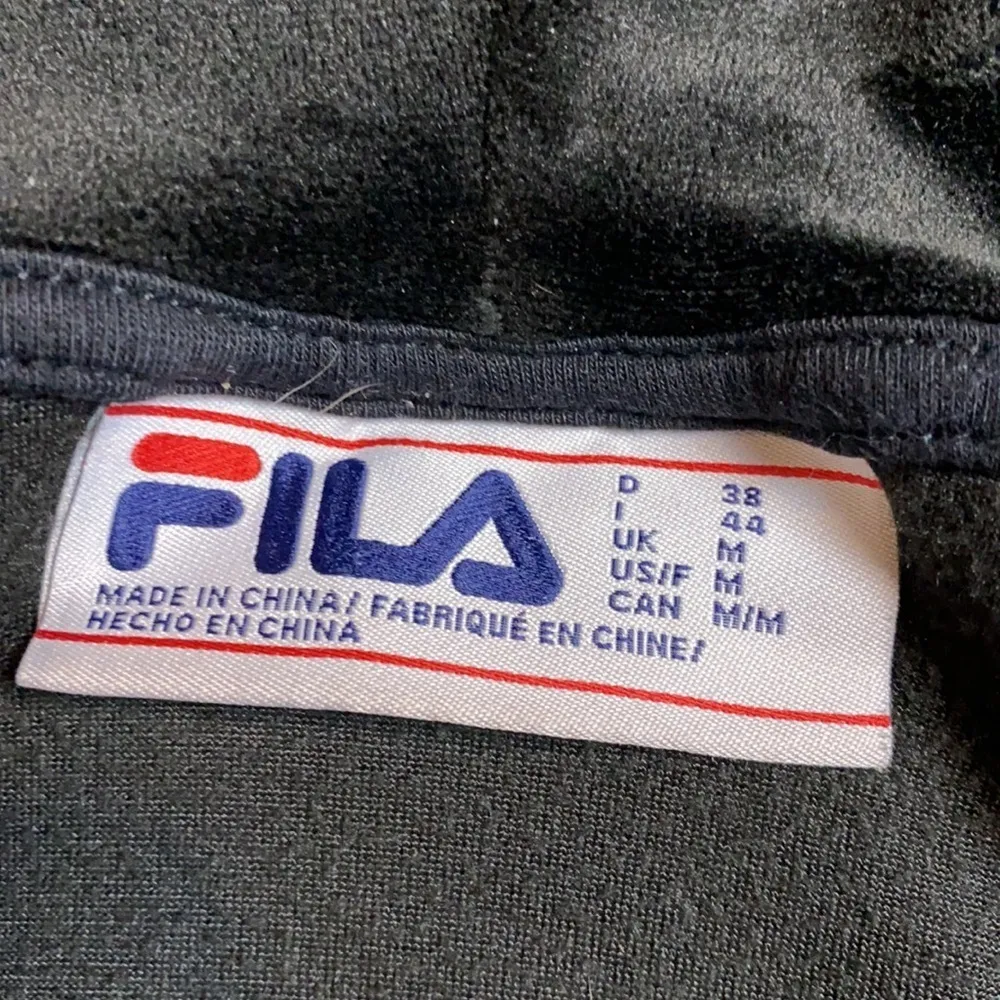 FILA
D 38
I 44
UK M
US/F M
CAN M/M
MADE IN CHINA/ FABRIQUÉ EN CHINE/
HECHO EN CHINA